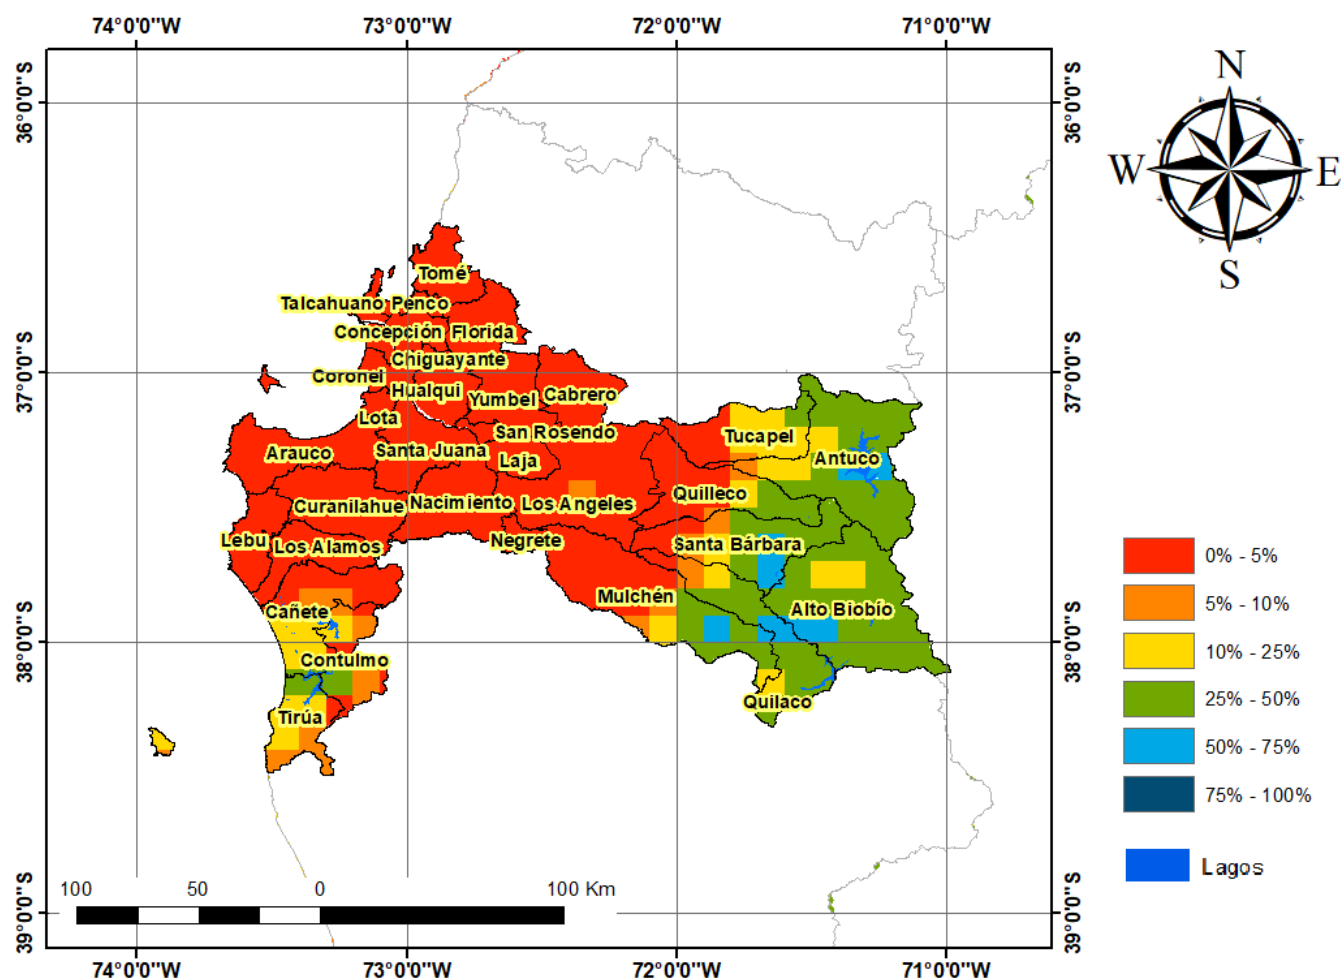 74°0'0"W 73°0'0"W 72°0'0"W 71°0'0"W
36°0'0"S
36°0'0"S
37°0'0"S
37°0'0"S
38°0'0"S
38°0'0"S
39°0'0"S
39°0'0"S
N
W
E
S
Tomé
Talcahuano Penco
Concepción Florida
Chiguayante
Coronel
Hualqui
Yumbel
Cabrero
Lota
San Rosendo
Tucapel
Arauco
Santa Juana
Laja
Antuco
Curanilahue
Nacimiento
Los Angeles
Quilleco
Lebu
Los Alamos
Negrete
Santa Bárbara
Cañete
Mulchén
Alto Biobío
Contulmo
Tirúa
Quilaco
0% - 5%
5% - 10%
10% - 25%
25% - 50%
50% - 75%
75% - 100%
Lagos
100 50 0 100 Km
74°0'0"W 73°0'0"W 72°0'0"W 71°0'0"W